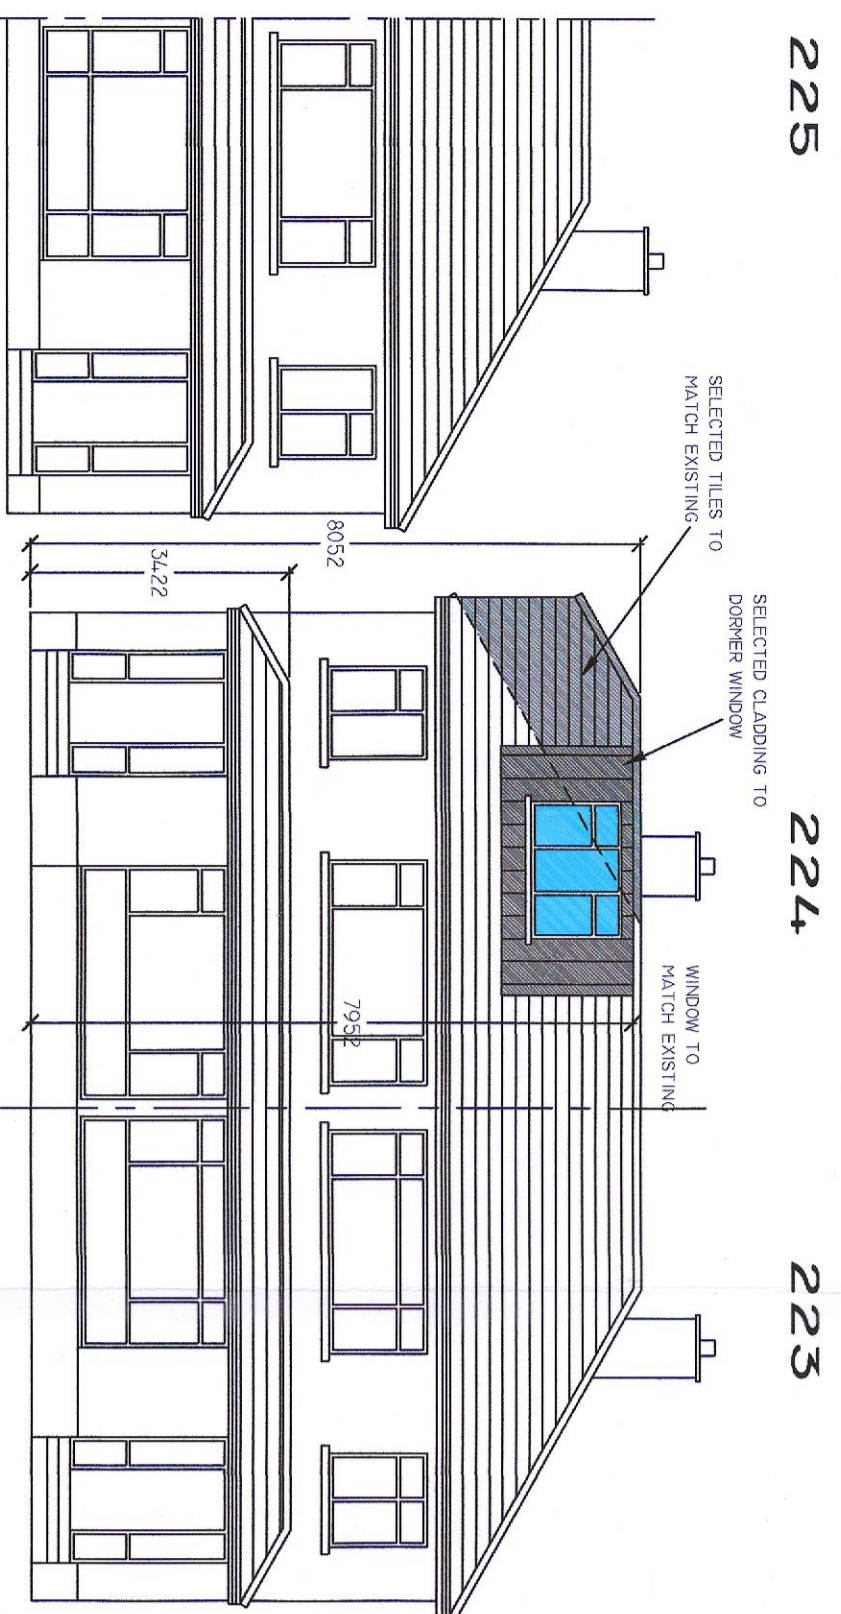 225
224
223
SELECTED TILES TO
MATCH EXISTING
SELECTED CLADDING TO
DORMER WINDOW
WINDOW TO
MATCH EXISTING
8052
3422
7952